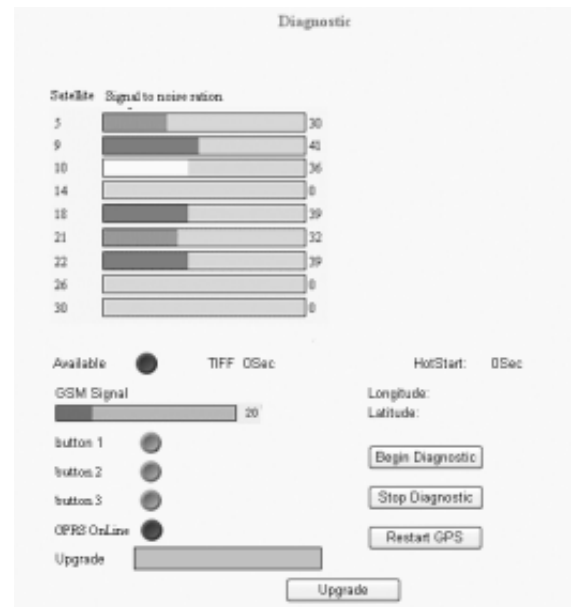 Diagnostic
Satellite Signal to noise ration
5 30
9 41
10 36
14 0
18 39
21 32
22 39
26 0
30 0
Available TIFF 0Sec HotStart: 0Sec
GSM Signal Longitude:
20 Latitude:
button 1
Begin Diagnostic
button 2
button 3 Stop Diagnostic
GPRS OnLine
Restart GPS
Upgrade
Upgrade